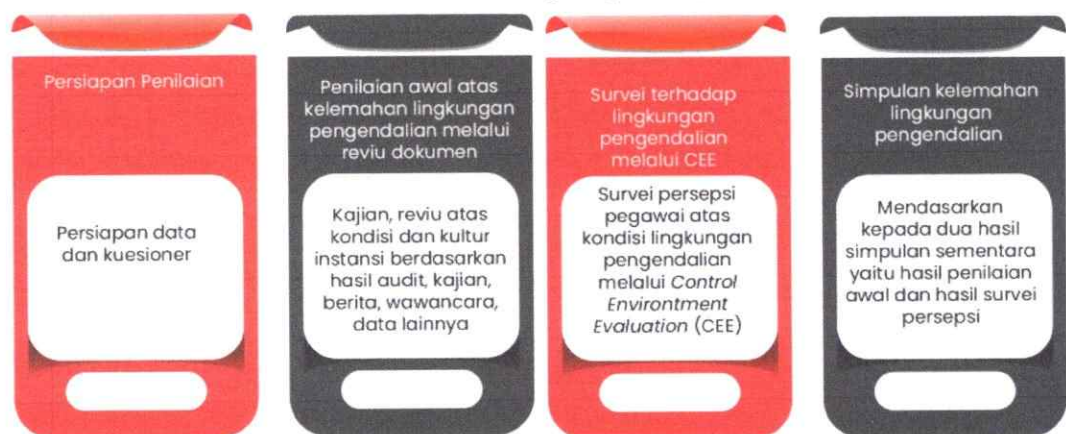 Persiapan Penilaian
Persiapan data
dan kuesioner
Penilaian awal atas
kelemahan lingkungan
pengendalian melalui
reviu dokumen
Kajian, reviu atas
kondisi dan kultur
instansi berdasarkan
hasil audit, kajian,
berita, wawancara,
data lainnya
Survei terhadap
lingkungan
pengendalian
melalui CEE
Survei persepsi
pegawai atas
kondisi lingkungan
pengendalian
melalui Control
Environtment
Evaluation (CEE)
Simpulan kelemahan
lingkungan
pengendalian
Mendasarkan
kepada dua hasil
simpulan sementara
yaitu hasil penilaian
awal dan hasil survei
persepsi